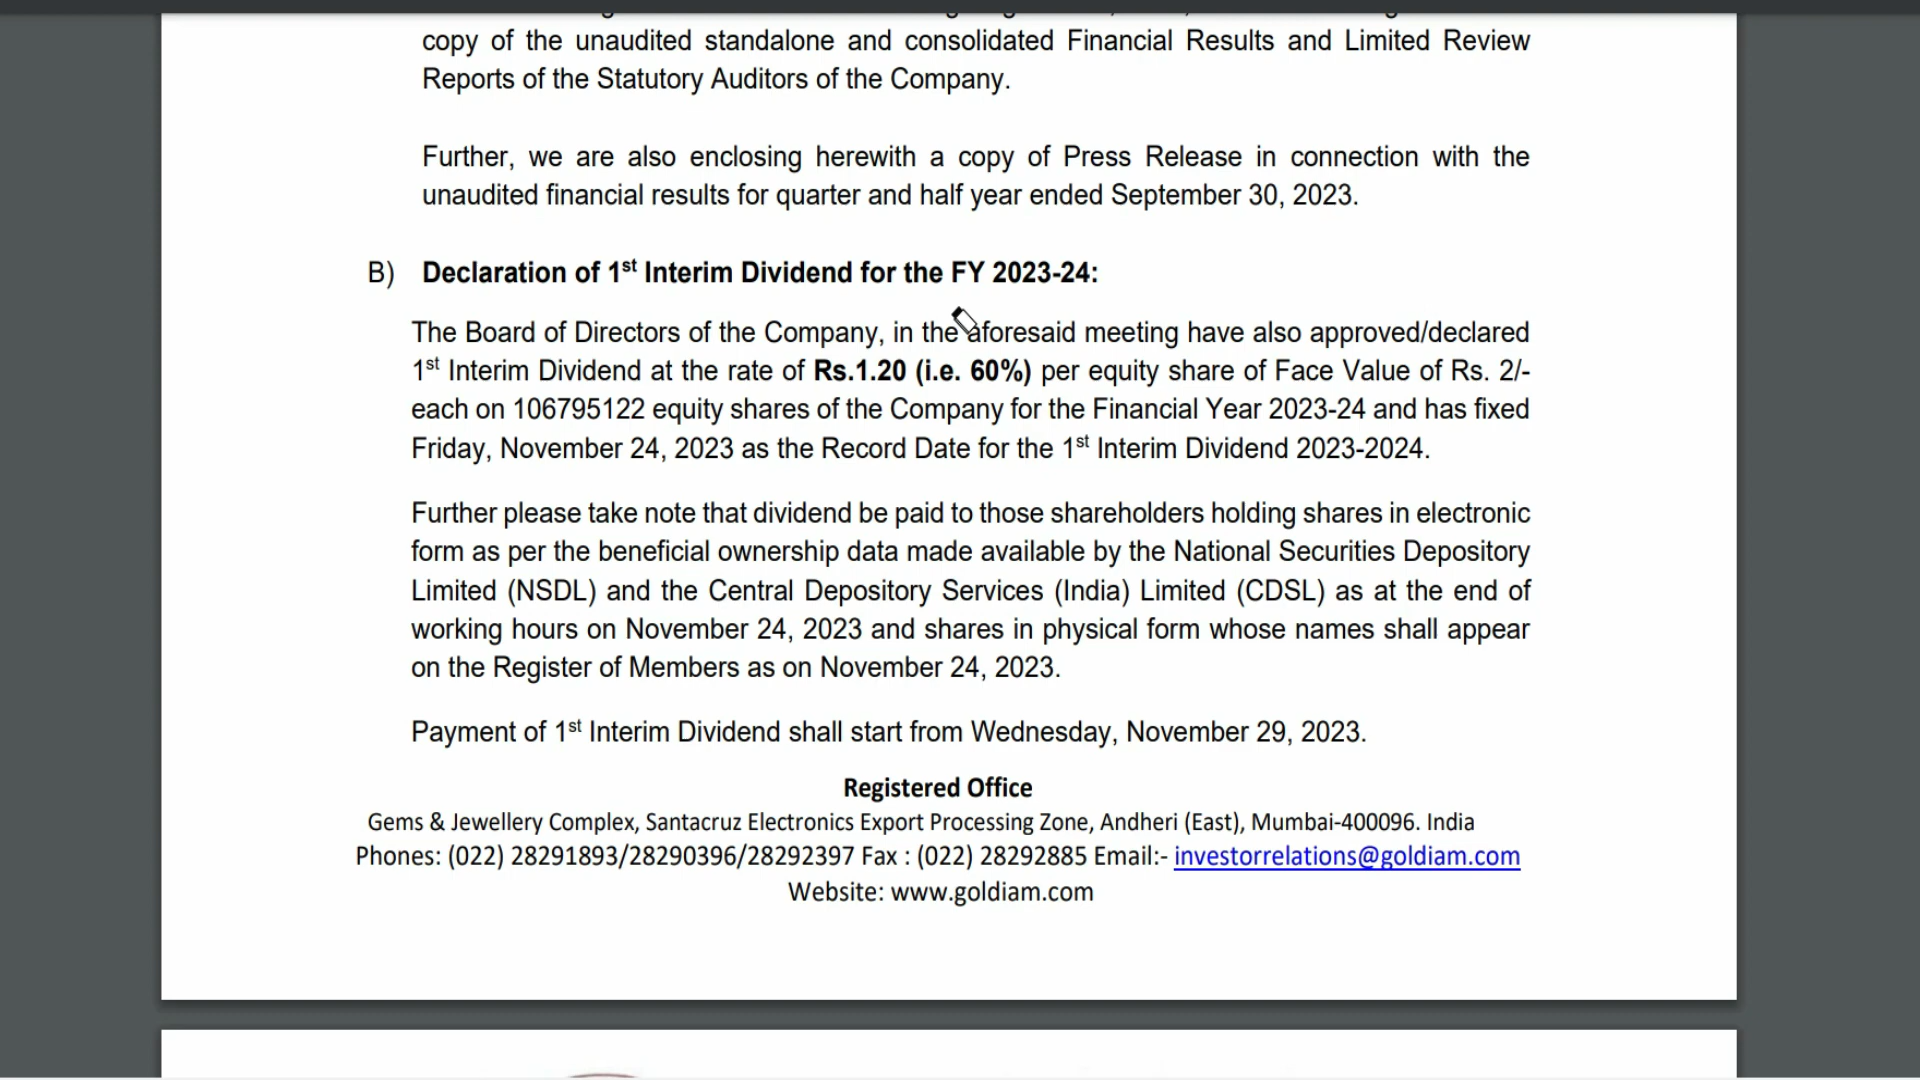 copy of the unaudited standalone and consolidated Financial Results and Limited Review
Reports of the Statutory Auditors of the Company.
Further, we are also enclosing herewith a copy of Press Release in connection with the
unaudited financial results for quarter and half year ended September 30, 2023.
B) Declaration of 1st Interim Dividend for the FY 2023-24:
The Board of Directors of the Company, in the aforesaid meeting have also approved/declared
1st Interim Dividend at the rate of Rs.1.20 (i.e. 60%) per equity share of Face Value of Rs. 2/-
each on 106795122 equity shares of the Company for the Financial Year 2023-24 and has fixed
Friday, November 24, 2023 as the Record Date for the 1st Interim Dividend 2023-2024.
Further please take note that dividend be paid to those shareholders holding shares in electronic
form as per the beneficial ownership data made available by the National Securities Depository
Limited (NSDL) and the Central Depository Services (India) Limited (CDSL) as at the end of
working hours on November 24, 2023 and shares in physical form whose names shall appear
on the Register of Members as on November 24, 2023.
Payment of 1st Interim Dividend shall start from Wednesday, November 29, 2023.
Registered Office
Gems & Jewellery Complex, Santacruz Electronics Export Processing Zone, Andheri (East), Mumbai-400096. India
Phones: (022) 28291893/28290396/28292397 Fax : (022) 28292885 Email:- investorrelations@goldiam.com
Website: www.goldiam.com